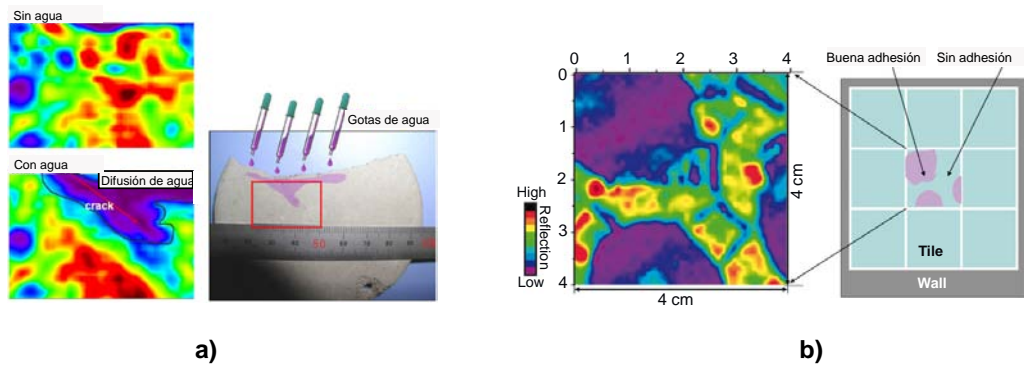 Sin agua
Con agua
Difusión de agua
crack
Gotas de agua
50
a)
0 1 2 3 4
0
1
2
3
4
4 cm
4 cm
High
Reflection
Low
Buena adhesión
Sin adhesión
Tile
Wall
b)